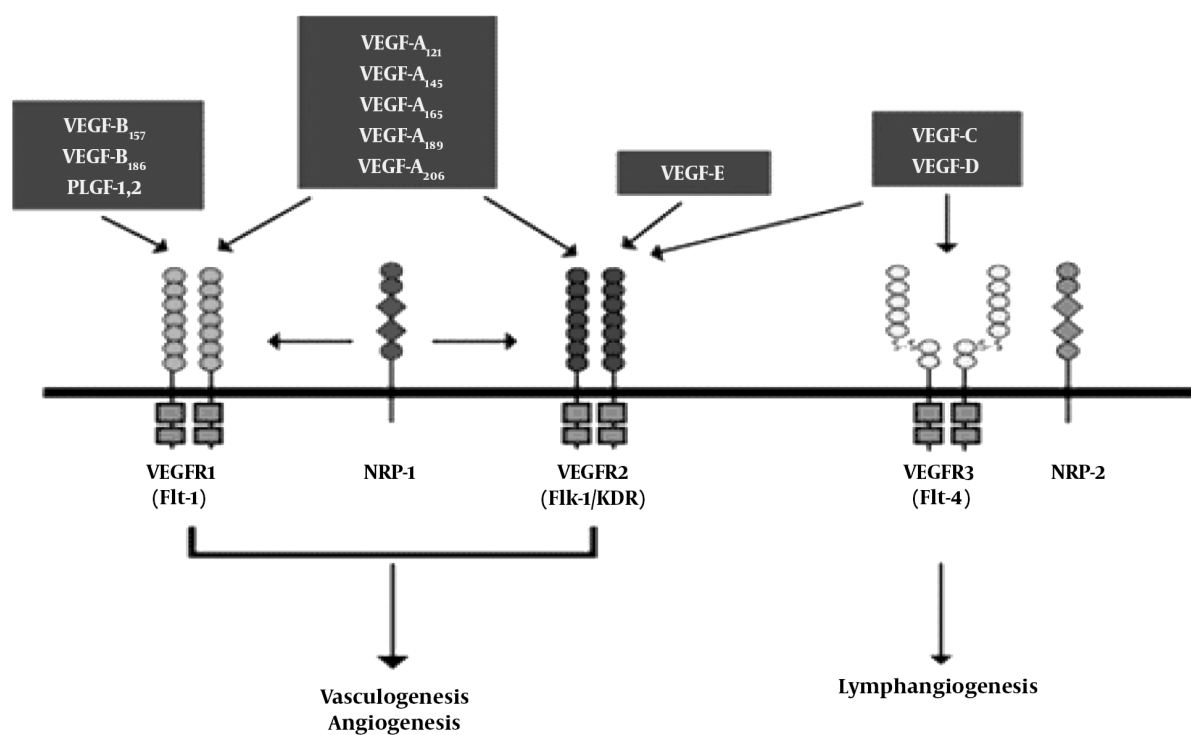 VEGF-A121
VEGF-A145
VEGF-A165
VEGF-A189
VEGF-A206
VEGF-B157
VEGF-B186
PLGF-1,2
VEGF-E
VEGF-C
VEGF-D
VEGFR1
(Flt-1)
NRP-1
VEGFR2
(Flk-1/KDR)
VEGFR3
(Flt-4)
NRP-2
Vasculogenesis
Angiogenesis
Lymphangiogenesis